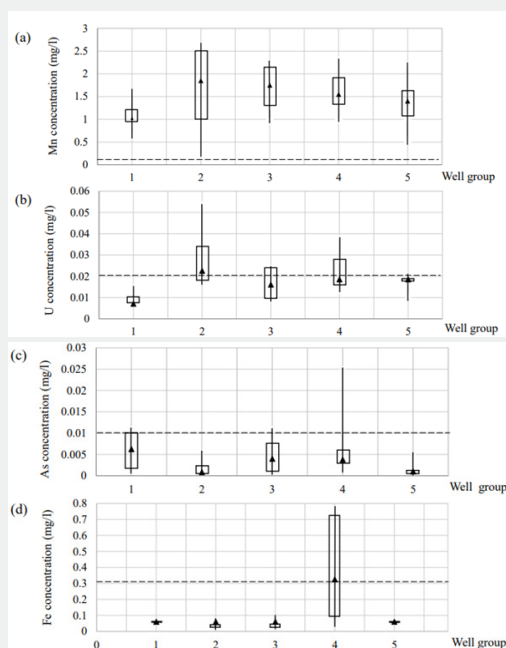 (a)
Mn concentration (mg/l)
3
2.5
2
1.5
1
0.5
0
1 2 3 4 5 Well group
(b)
U concentration (mg/l)
0.06
0.05
0.04
0.03
0.02
0.01
0
1 2 3 4 5 Well group
(c)
As concentration (mg/l)
0.03
0.025
0.02
0.015
0.01
0.005
0
1 2 3 4 5 Well group
(d)
Fe concentration (mg/l)
0.8
0.7
0.6
0.5
0.4
0.3
0.2
0.1
0
0 1 2 3 4 5 Well group